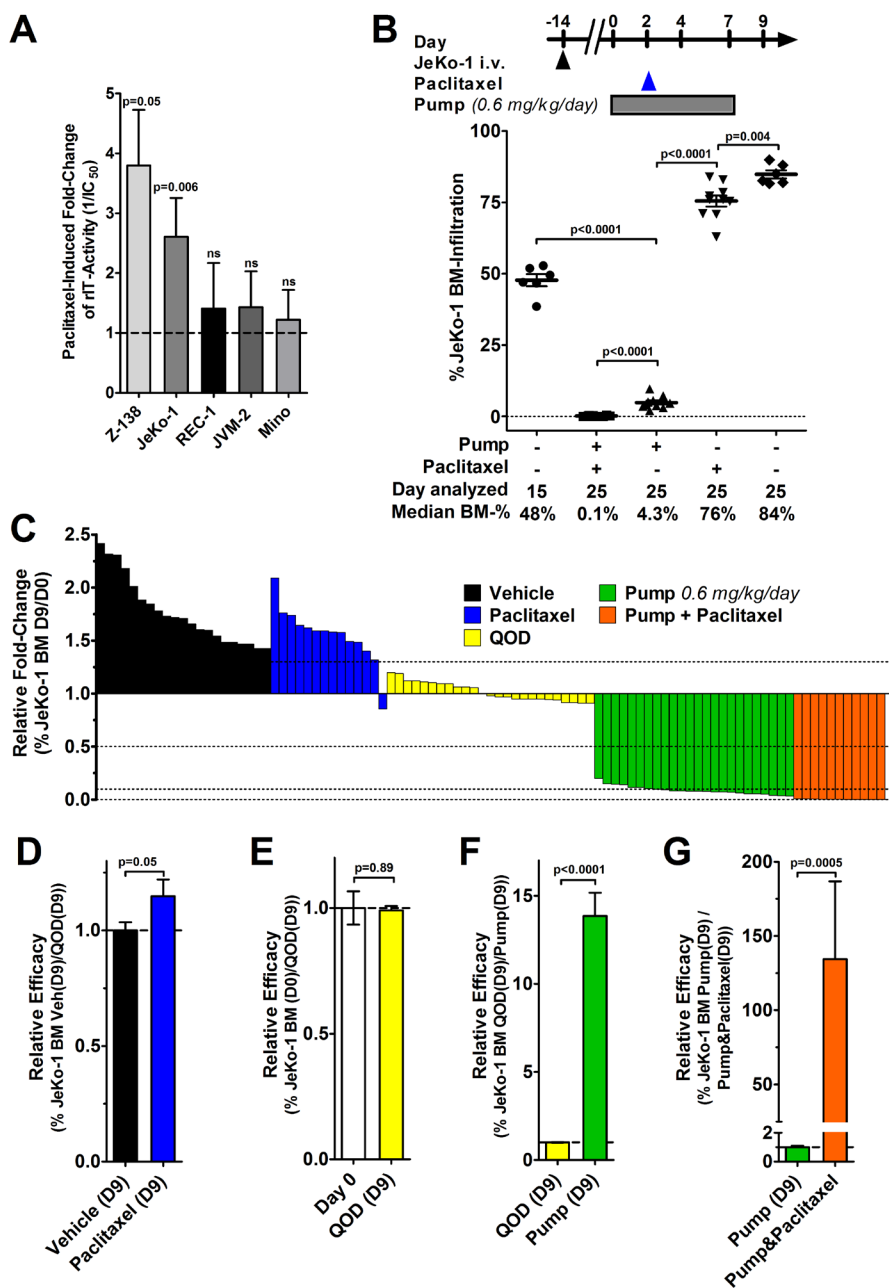 A
Paclitaxel-Induced Fold-Change
of rIT-Activity (1/IC50)
5
4
3
2
1
0
p=0.05
p=0.006
ns
ns
ns
Z-138
JeKo-1
REC-1
JVM-2
Mino
B
-14 0 2 4 7 9
Day
JeKo-1 i.v.
Paclitaxel
Pump (0.6 mg/kg/day)
% JeKo-1 BM-Infiltration
100
75
50
25
0
p=0.004
p<0.0001
p<0.0001
p<0.0001
Pump - + + - -
Paclitaxel - + - + -
Day analyzed 15 25 25 25 25
Median BM-% 48% 0.1% 4.3% 76% 84%
C
Relative Fold-Change
(% JeKo-1 BM D9/D0)
2.5
2.0
1.5
1.0
0.5
0.0
Vehicle
Paclitaxel
QOD
Pump 0.6 mg/kg/day
Pump + Paclitaxel
D
Relative Efficacy
(% JeKo-1 BM Veh(D9)/QOD(D9))
1.0
0.5
0.0
p=0.05
Vehicle (D9)
Paclitaxel (D9)
E
Relative Efficacy
(% JeKo-1 BM (D0)/QOD(D9))
1.0
0.5
0.0
p=0.89
Day 0
QOD (D9)
F
Relative Efficacy
(% JeKo-1 BM QOD(D9)/Pump(D9))
15
10
5
0
p<0.0001
QOD (D9)
Pump (D9)
G
Relative Efficacy
(% JeKo-1 BM Pump(D9) /
Pump&Paclitaxel(D9))
200
175
150
125
100
75
50
2
1
0
p=0.0005
Pump (D9)
Pump&Paclitaxel